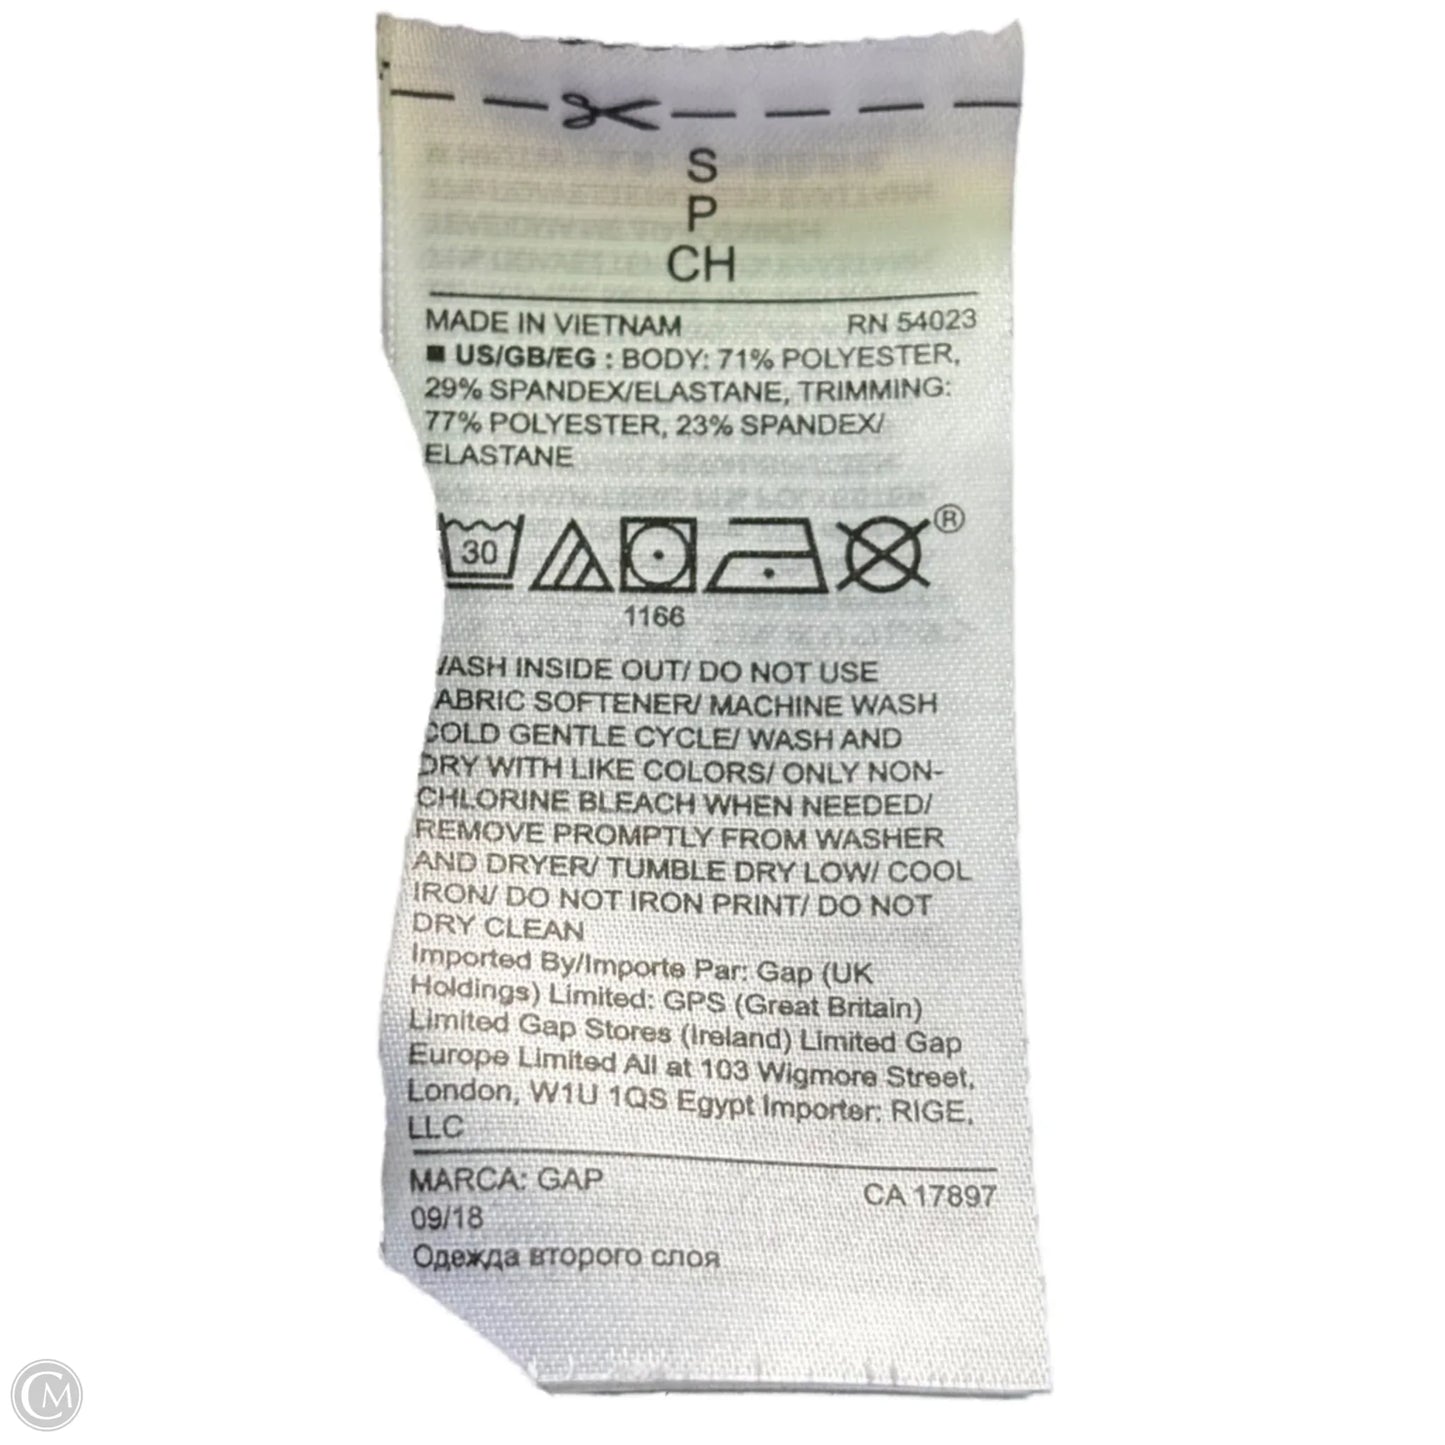 S
P
CH
MADE IN VIETNAM RN 54023
■ US/GB/EG : BODY: 71% POLYESTER,
29% SPANDEX/ELASTANE, TRIMMING:
77% POLYESTER, 23% SPANDEX/
ELASTANE
30
®
1166
/ASH INSIDE OUT/ DO NOT USE
ABRIC SOFTENER/ MACHINE WASH
COLD GENTLE CYCLE/ WASH AND
DRY WITH LIKE COLORS/ ONLY NON-
CHLORINE BLEACH WHEN NEEDED/
REMOVE PROMPTLY FROM WASHER
AND DRYER/ TUMBLE DRY LOW/ COOL
IRON/ DO NOT IRON PRINT/ DO NOT
DRY CLEAN
Imported By/Importe Par: Gap (UK
Holdings) Limited: GPS (Great Britain)
Limited Gap Stores (Ireland) Limited Gap
Europe Limited All at 103 Wigmore Street,
London, W1U 1QS Egypt Importer: RIGE,
LLC
MARCA: GAP CA 17897
09/18
Одежда второго слоя
CM